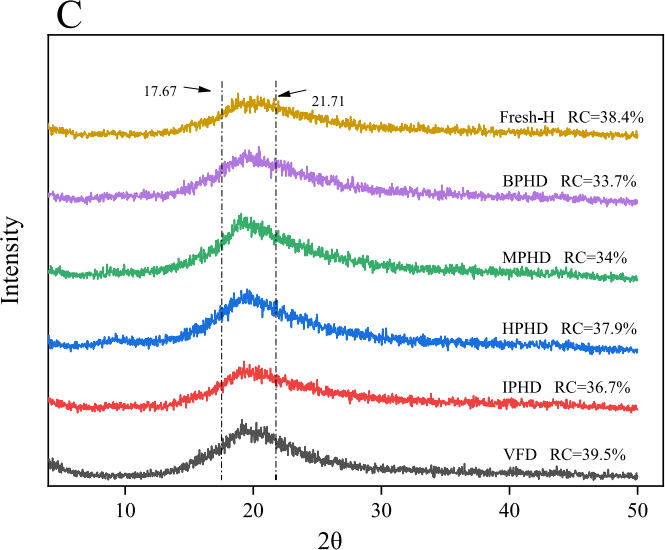 C
17.67
21.71
Fresh-H RC=38.4%
BPHD RC=33.7%
MPHD RC=34%
HPHD RC=37.9%
IPHD RC=36.7%
VFD RC=39.5%
Intensity
10 20 30 40 50
2θ